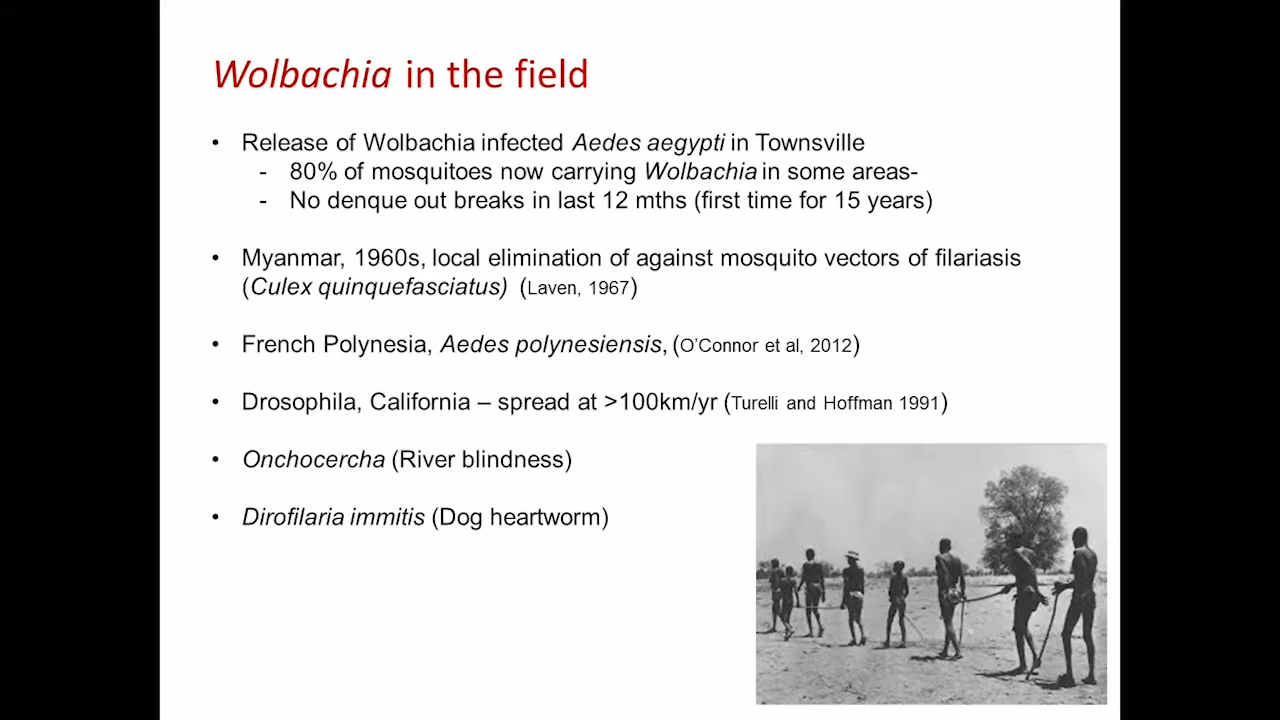 Wolbachia in the field
• Release of Wolbachia infected Aedes aegypti in Townsville
- 80% of mosquitoes now carrying Wolbachia in some areas-
- No denque out breaks in last 12 mths (first time for 15 years)
• Myanmar, 1960s, local elimination of against mosquito vectors of filariasis
(Culex quinquefasciatus) (Laven, 1967)
• French Polynesia, Aedes polynesiensis, (O'Connor et al, 2012)
• Drosophila, California – spread at >100km/yr (Turelli and Hoffman 1991)
• Onchocercha (River blindness)
• Dirofilaria immitis (Dog heartworm)